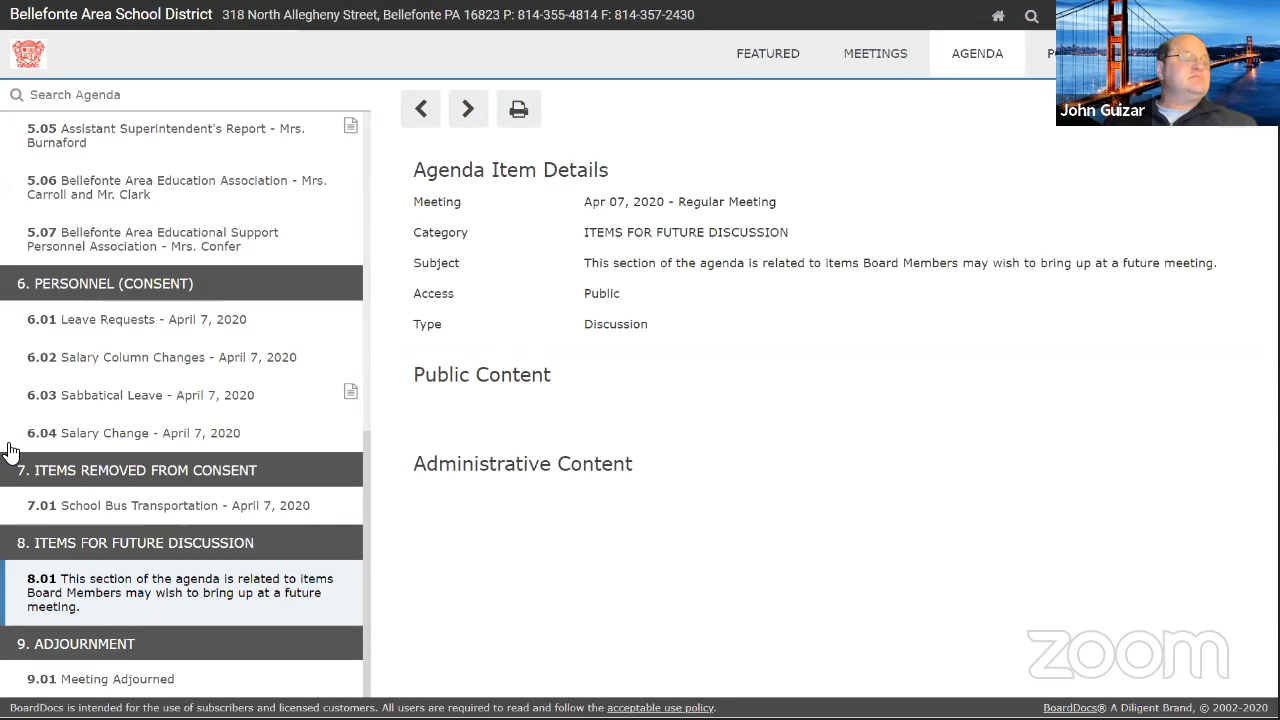 Bellefonte Area School District 318 North Allegheny Street, Bellefonte PA 16823 P: 814-355-4814 F: 814-357-2430
FEATURED MEETINGS AGENDA P
John Guizar
Search Agenda
5.05 Assistant Superintendent's Report - Mrs.
Burnaford
5.06 Bellefonte Area Education Association - Mrs.
Carroll and Mr. Clark
5.07 Bellefonte Area Educational Support
Personnel Association - Mrs. Confer
6. PERSONNEL (CONSENT)
6.01 Leave Requests - April 7, 2020
6.02 Salary Column Changes - April 7, 2020
6.03 Sabbatical Leave - April 7, 2020
6.04 Salary Change - April 7, 2020
7. ITEMS REMOVED FROM CONSENT
7.01 School Bus Transportation - April 7, 2020
8. ITEMS FOR FUTURE DISCUSSION
8.01 This section of the agenda is related to items
Board Members may wish to bring up at a future
meeting.
9. ADJOURNMENT
9.01 Meeting Adjourned
Agenda Item Details
Meeting Apr 07, 2020 - Regular Meeting
Category ITEMS FOR FUTURE DISCUSSION
Subject This section of the agenda is related to items Board Members may wish to bring up at a future meeting.
Access Public
Type Discussion
Public Content
Administrative Content
zoom
BoardDocs is intended for the use of subscribers and licensed customers. All users are required to read and follow the acceptable use policy. BoardDocs® A Diligent Brand, © 2002-2020